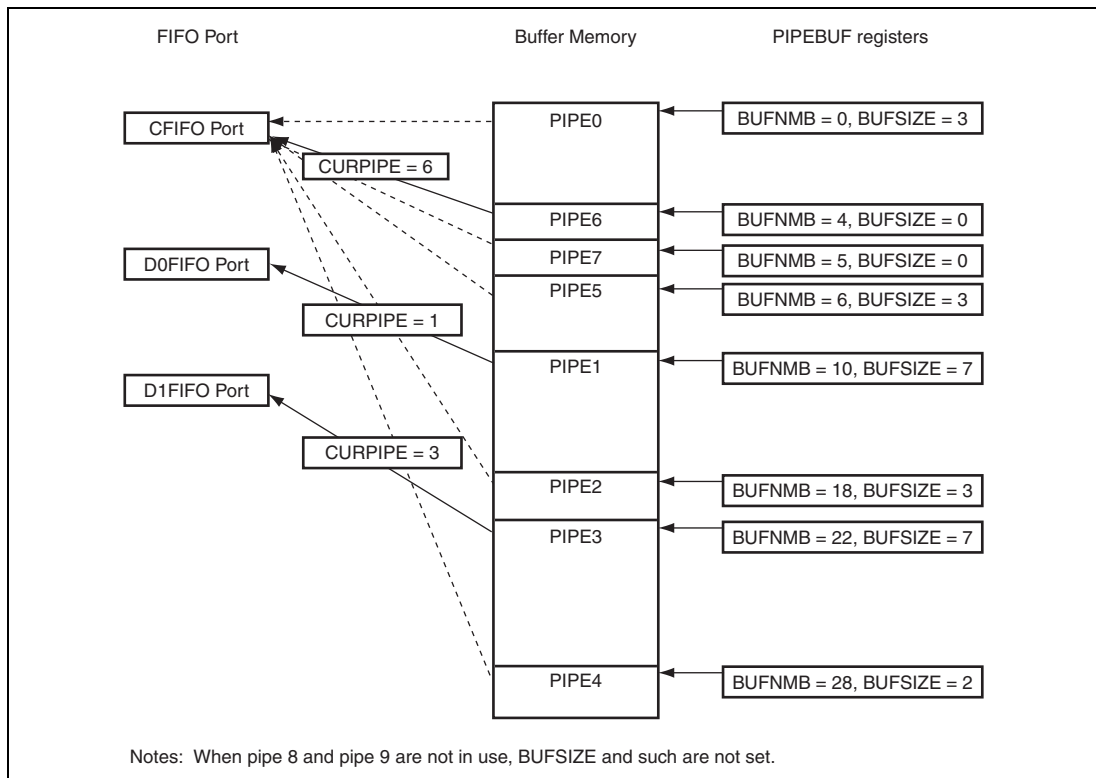 FIFO Port
Buffer Memory
PIPEBUF registers
CFIFO Port
PIPE0
BUFNMB = 0, BUFSIZE = 3
CURPIPE = 6
PIPE6
BUFNMB = 4, BUFSIZE = 0
PIPE7
BUFNMB = 5, BUFSIZE = 0
D0FIFO Port
PIPE5
BUFNMB = 6, BUFSIZE = 3
CURPIPE = 1
PIPE1
BUFNMB = 10, BUFSIZE = 7
D1FIFO Port
CURPIPE = 3
PIPE2
BUFNMB = 18, BUFSIZE = 3
PIPE3
BUFNMB = 22, BUFSIZE = 7
PIPE4
BUFNMB = 28, BUFSIZE = 2
Notes: When pipe 8 and pipe 9 are not in use, BUFSIZE and such are not set.